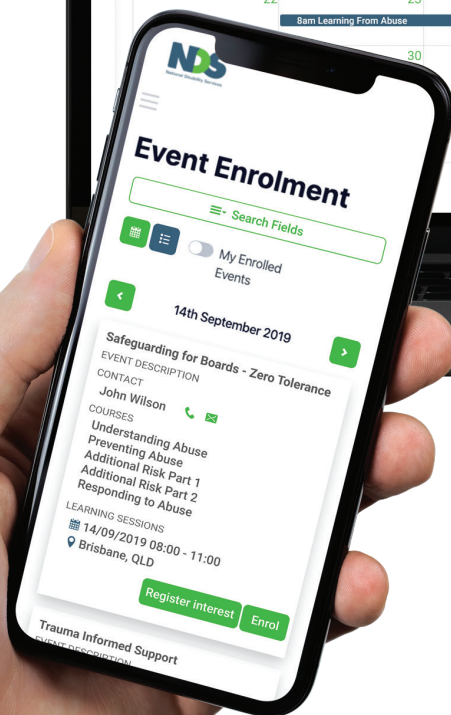 22
23
8am Learning From Abuse
30
NDS
National Disability Services
Event Enrolment
Search Fields
My Enrolled
Events
14th September 2019
Safeguarding for Boards - Zero Tolerance
EVENT DESCRIPTION
CONTACT
John Wilson
COURSES
Understanding Abuse
Preventing Abuse
Additional Risk Part 1
Additional Risk Part 2
Responding to Abuse
LEARNING SESSIONS
14/09/2019 08:00 - 11:00
Brisbane, QLD
Register interest
Enrol
Trauma Informed Support
EVENT DESCRIPTION